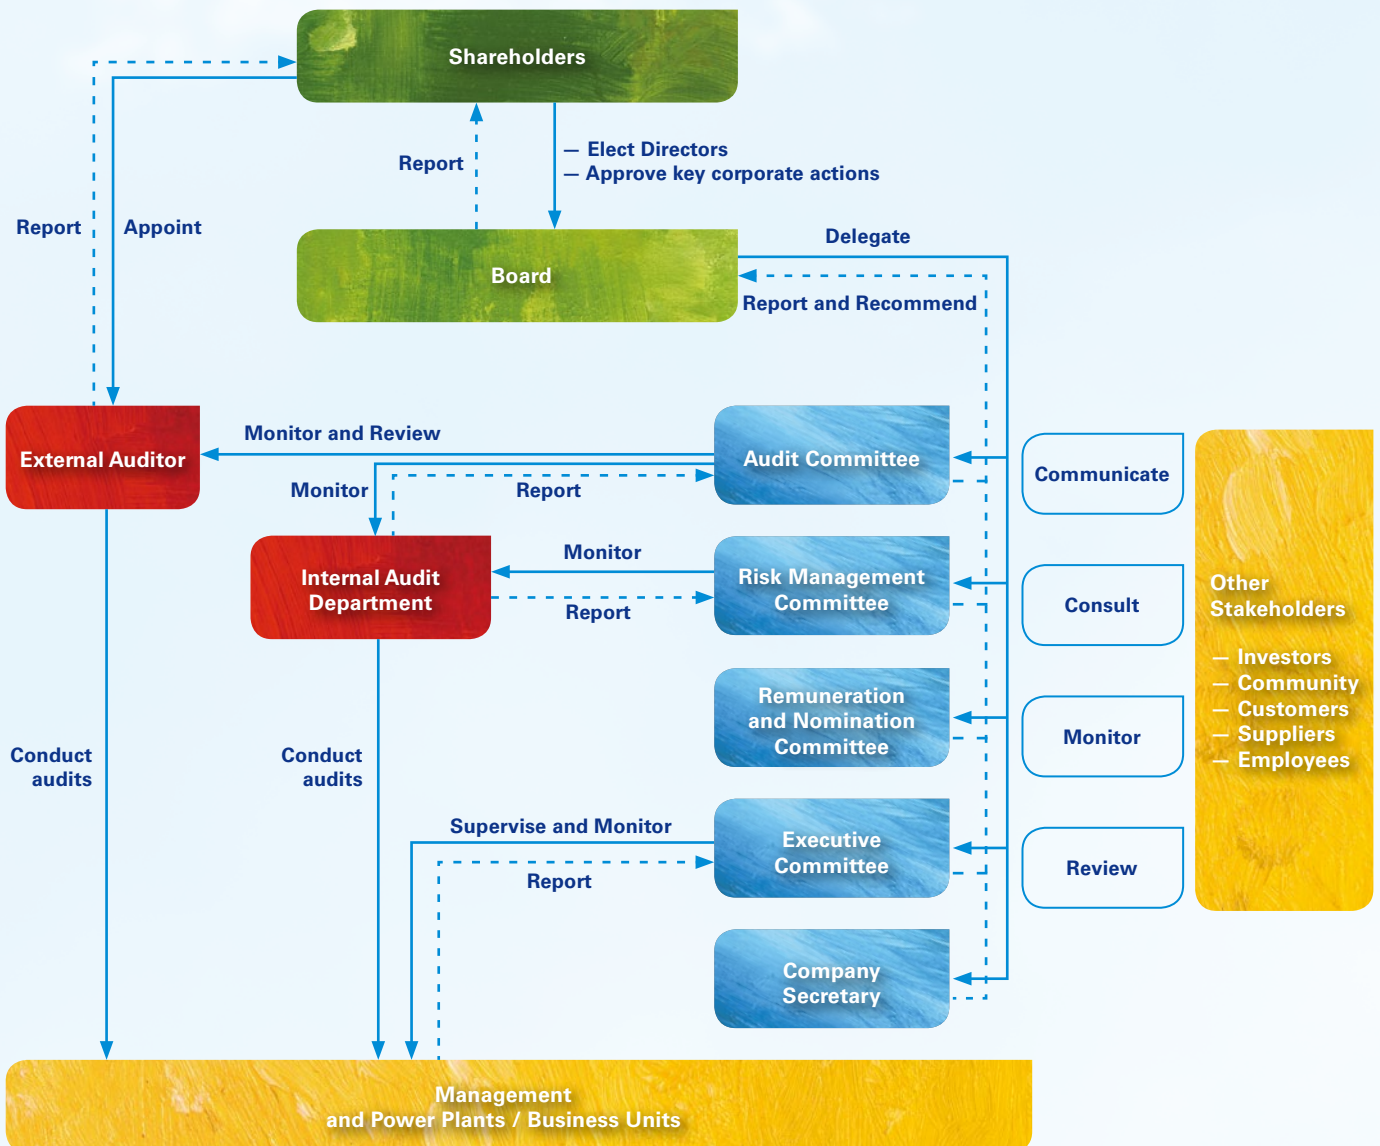 Shareholders
Report
— Elect Directors
— Approve key corporate actions
Report
Appoint
Board
Delegate
Report and Recommend
External Auditor
Monitor and Review
Audit Committee
Communicate
Monitor
Report
Internal Audit
Department
Monitor
Report
Risk Management
Committee
Consult
Other
Stakeholders
— Investors
— Community
— Customers
— Suppliers
— Employees
Remuneration
and Nomination
Committee
Monitor
Conduct
audits
Conduct
audits
Supervise and Monitor
Report
Executive
Committee
Review
Company
Secretary
Management
and Power Plants / Business Units